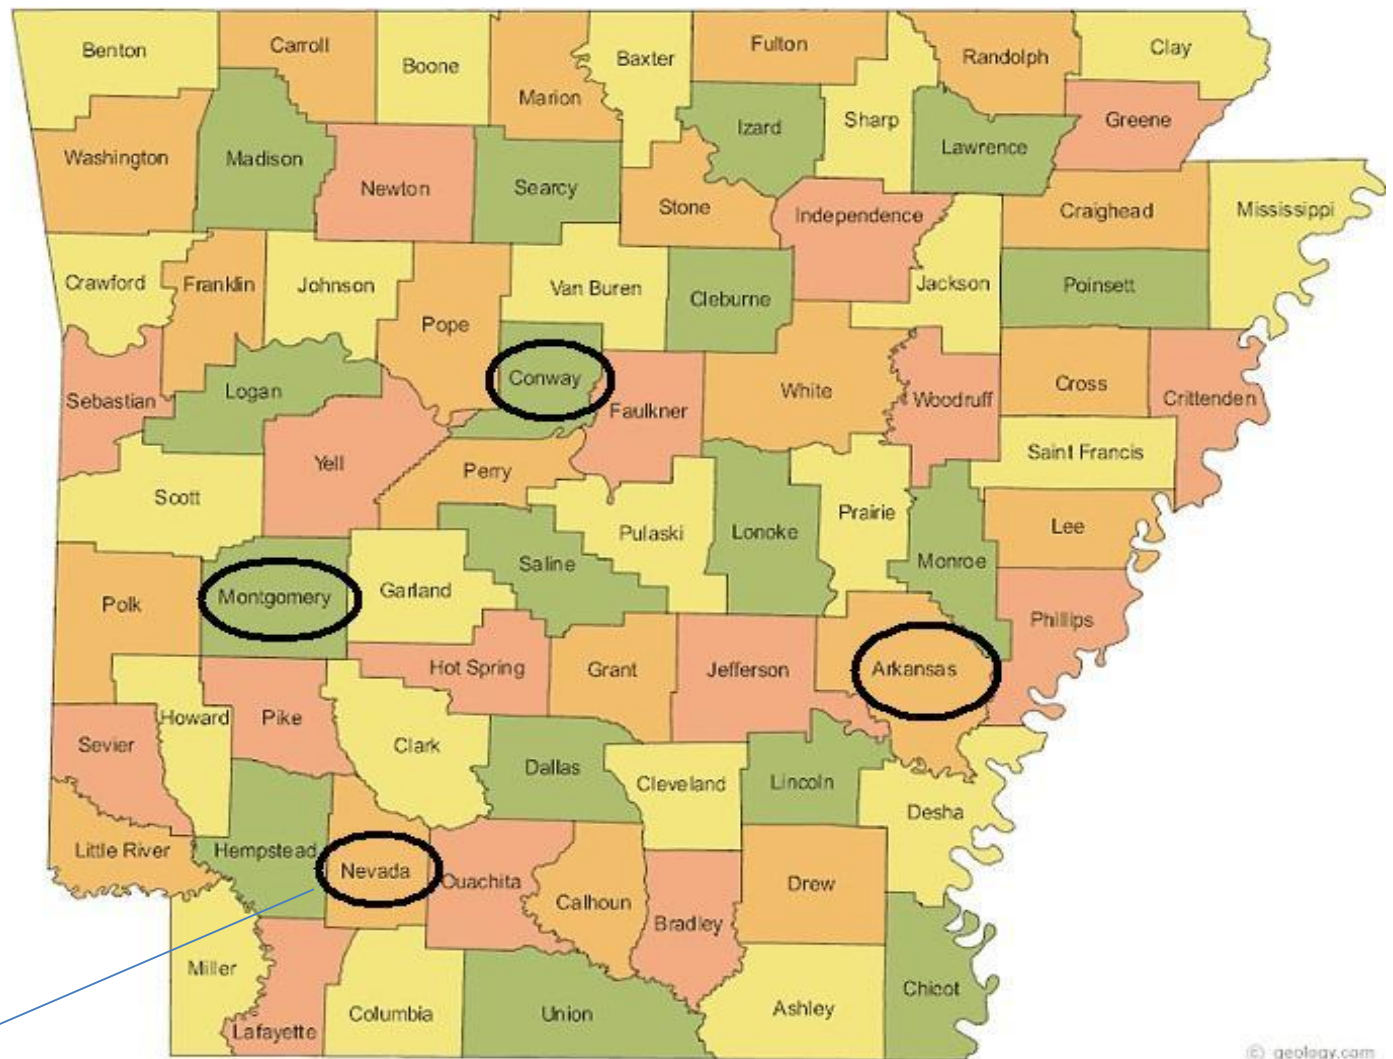 Benton
Carroll
Boone
Marion
Baxter
Fulton
Randolph
Clay
Washington
Madison
Newton
Searcy
Stone
Izard
Sharp
Lawrence
Greene
Independence
Craighead
Mississippi
Crawford
Franklin
Johnson
Pope
Van Buren
Cleburne
Jackson
Poinsett
Sebastian
Logan
Conway
Faulkner
White
Woodruff
Cross
Crittenden
Scott
Yell
Perry
Saint Francis
Pulaski
Lonoke
Prairie
Monroe
Lee
Polk
Montgomery
Garland
Saline
Phillips
Hot Spring
Grant
Jefferson
Arkansas
Howard
Pike
Sevier
Clark
Dallas
Cleveland
Lincoln
Desha
Little River
Hempstead
Nevada
Ouachita
Calhoun
Bradley
Drew
Miller
Lafayette
Columbia
Union
Ashley
Chicot
© geology.com